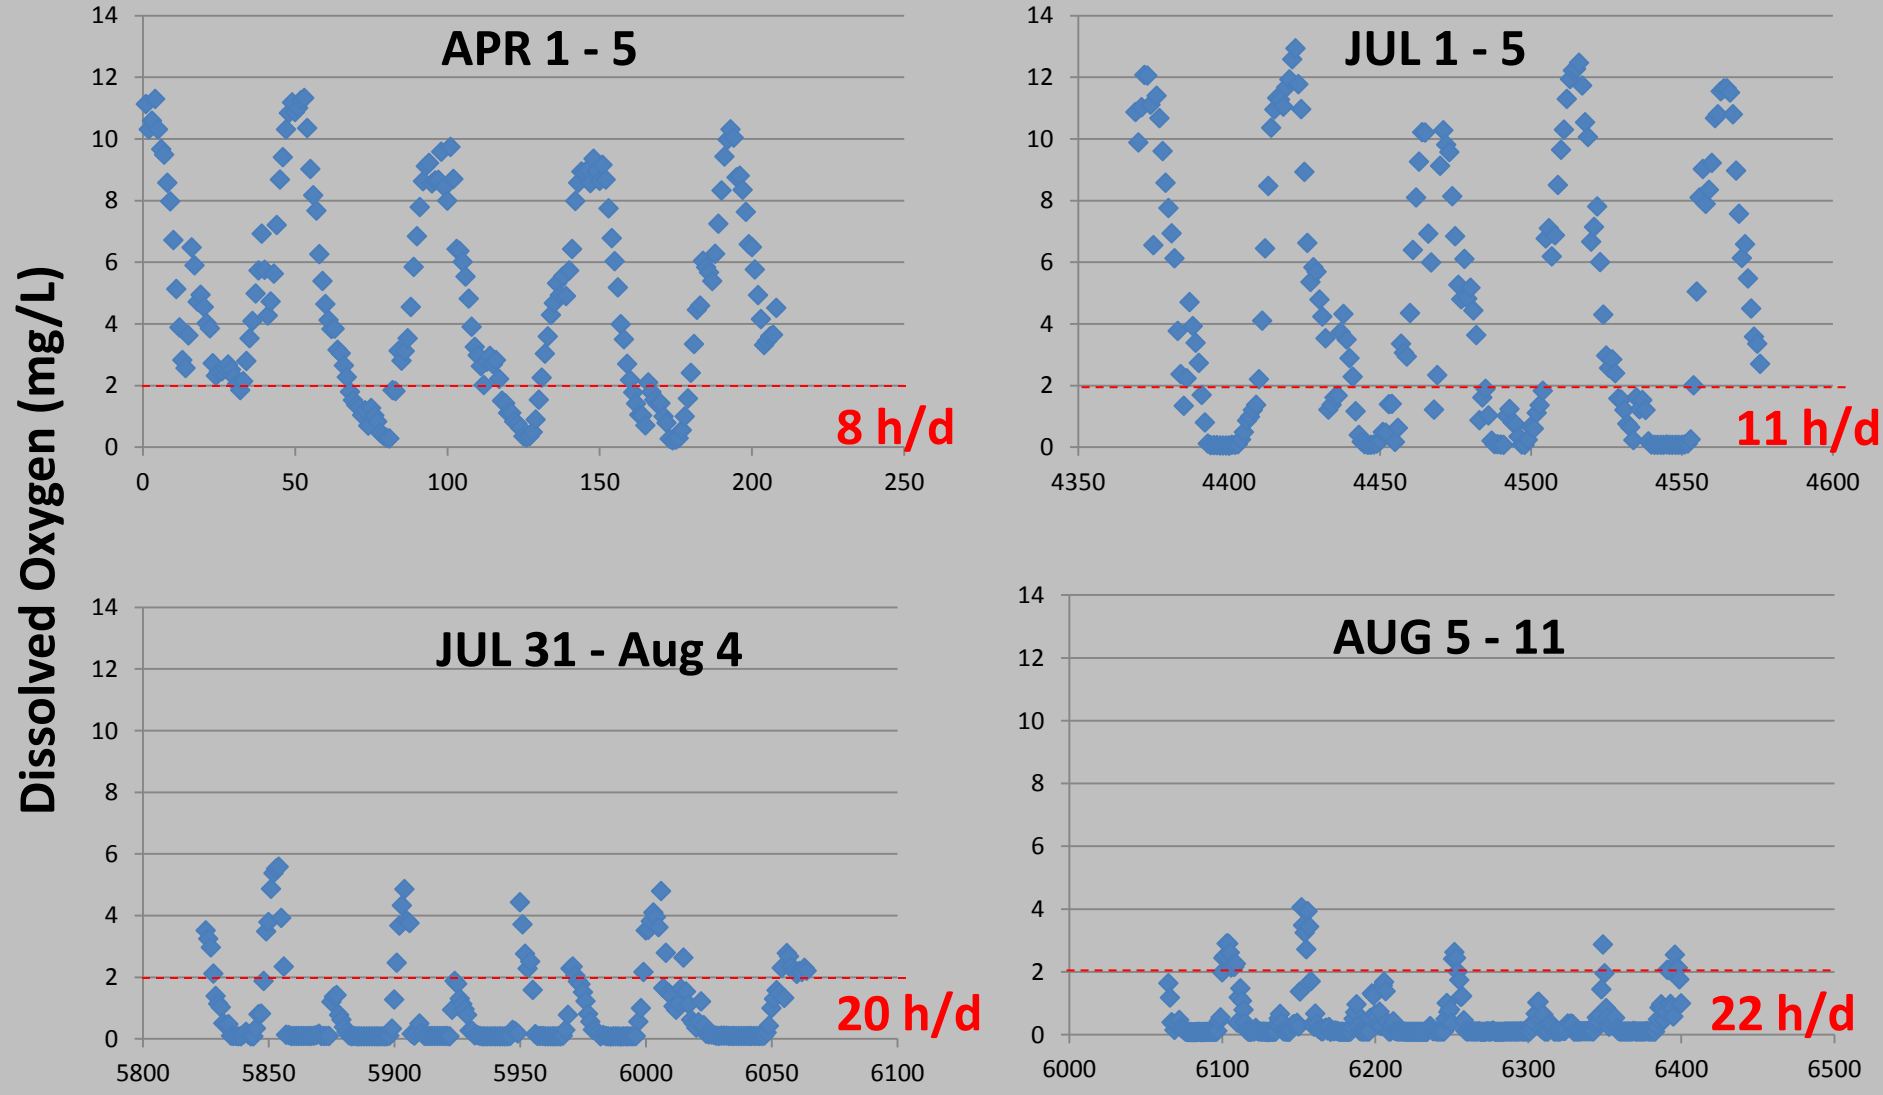 Dissolved Oxygen (mg/L)
APR 1 - 5
14
12
10
8
6
4
2
0
0 50 100 150 200 250
8 h/d
JUL 1 - 5
14
12
10
8
6
4
2
0
4350 4400 4450 4500 4550 4600
11 h/d
JUL 31 - Aug 4
14
12
10
8
6
4
2
0
5800 5850 5900 5950 6000 6050 6100
20 h/d
AUG 5 - 11
14
12
10
8
6
4
2
0
6000 6100 6200 6300 6400 6500
22 h/d